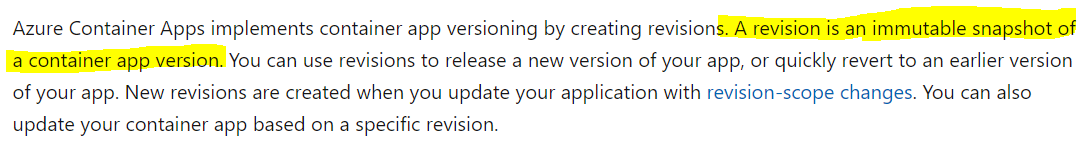 Azure Container Apps implements container app versioning by creating revisions. A revision is an immutable snapshot of
a container app version. You can use revisions to release a new version of your app, or quickly revert to an earlier version
of your app. New revisions are created when you update your application with revision-scope changes. You can also
update your container app based on a specific revision.